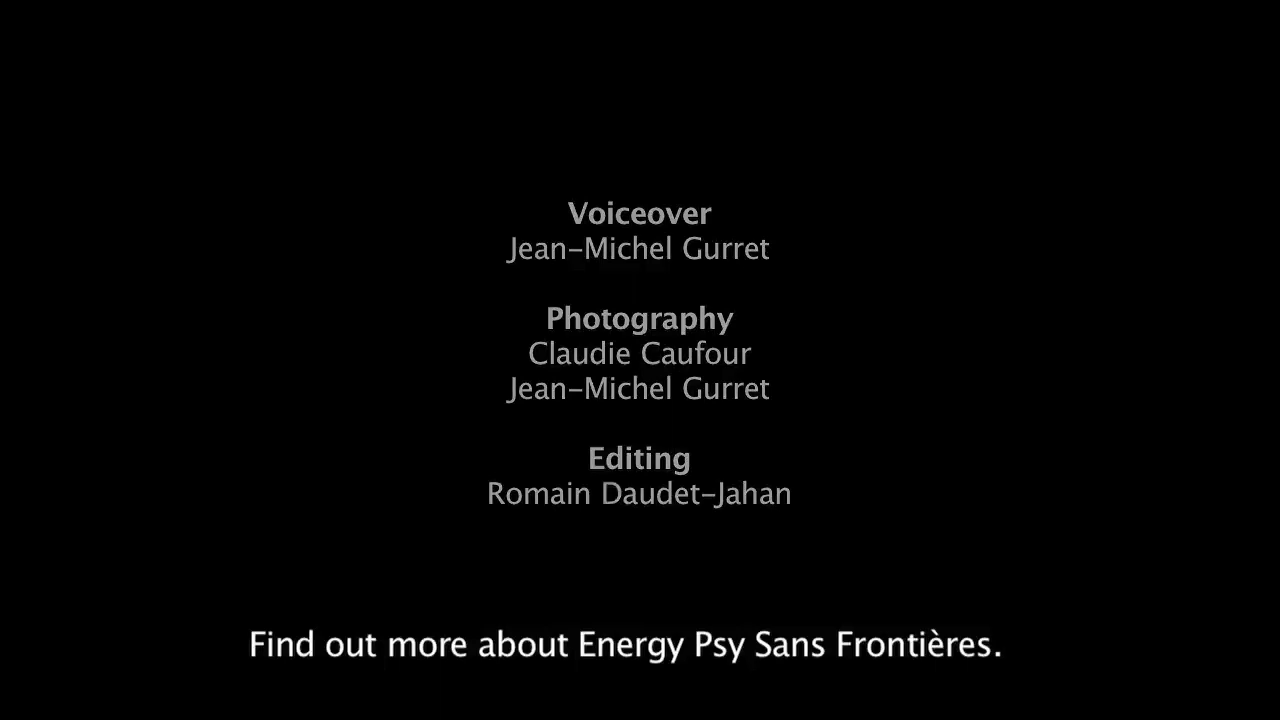 Voiceover
Jean-Michel Gurret
Photography
Claudie Caufour
Jean-Michel Gurret
Editing
Romain Daudet-Jahan
Find out more about Energy Psy Sans Frontières.